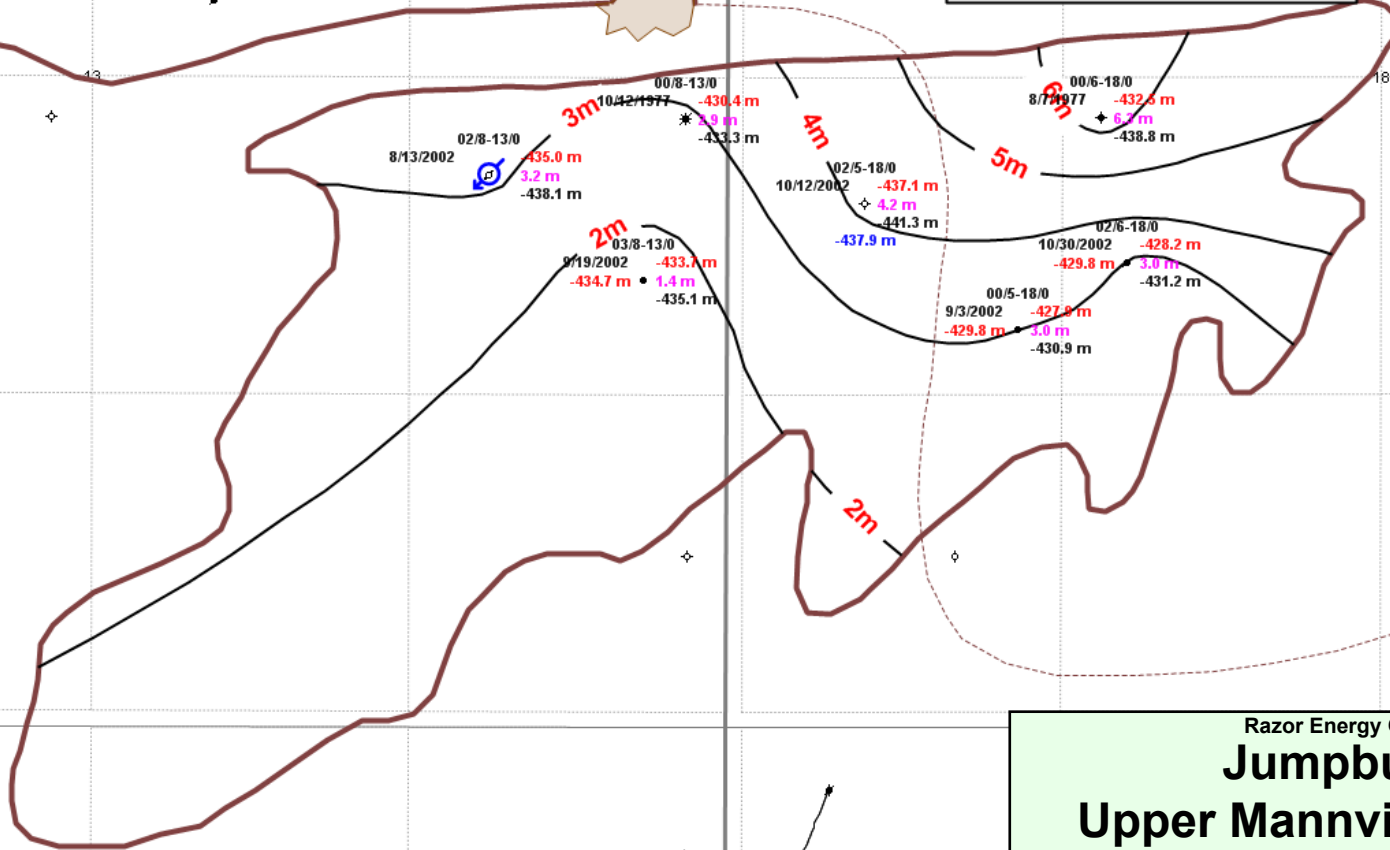 13
18
3m
4m
6m
5m
2m
2m
00/8-13/0
10/12/1977
-430.4 m
2.9 m
-433.3 m
02/8-13/0
8/13/2002
-435.0 m
3.2 m
-438.1 m
00/6-18/0
8/7/1977
-432.5 m
6.3 m
-438.8 m
02/5-18/0
10/12/2002
-437.1 m
4.2 m
-441.3 m
-437.9 m
03/8-13/0
9/19/2002
-433.7 m
-434.7 m
1.4 m
-435.1 m
02/6-18/0
10/30/2002
-428.2 m
-429.8 m
3.0 m
-431.2 m
00/5-18/0
9/3/2002
-427.9 m
-429.8 m
3.0 m
-430.9 m
Razor Energy
Jumpbu
Upper Mannvi